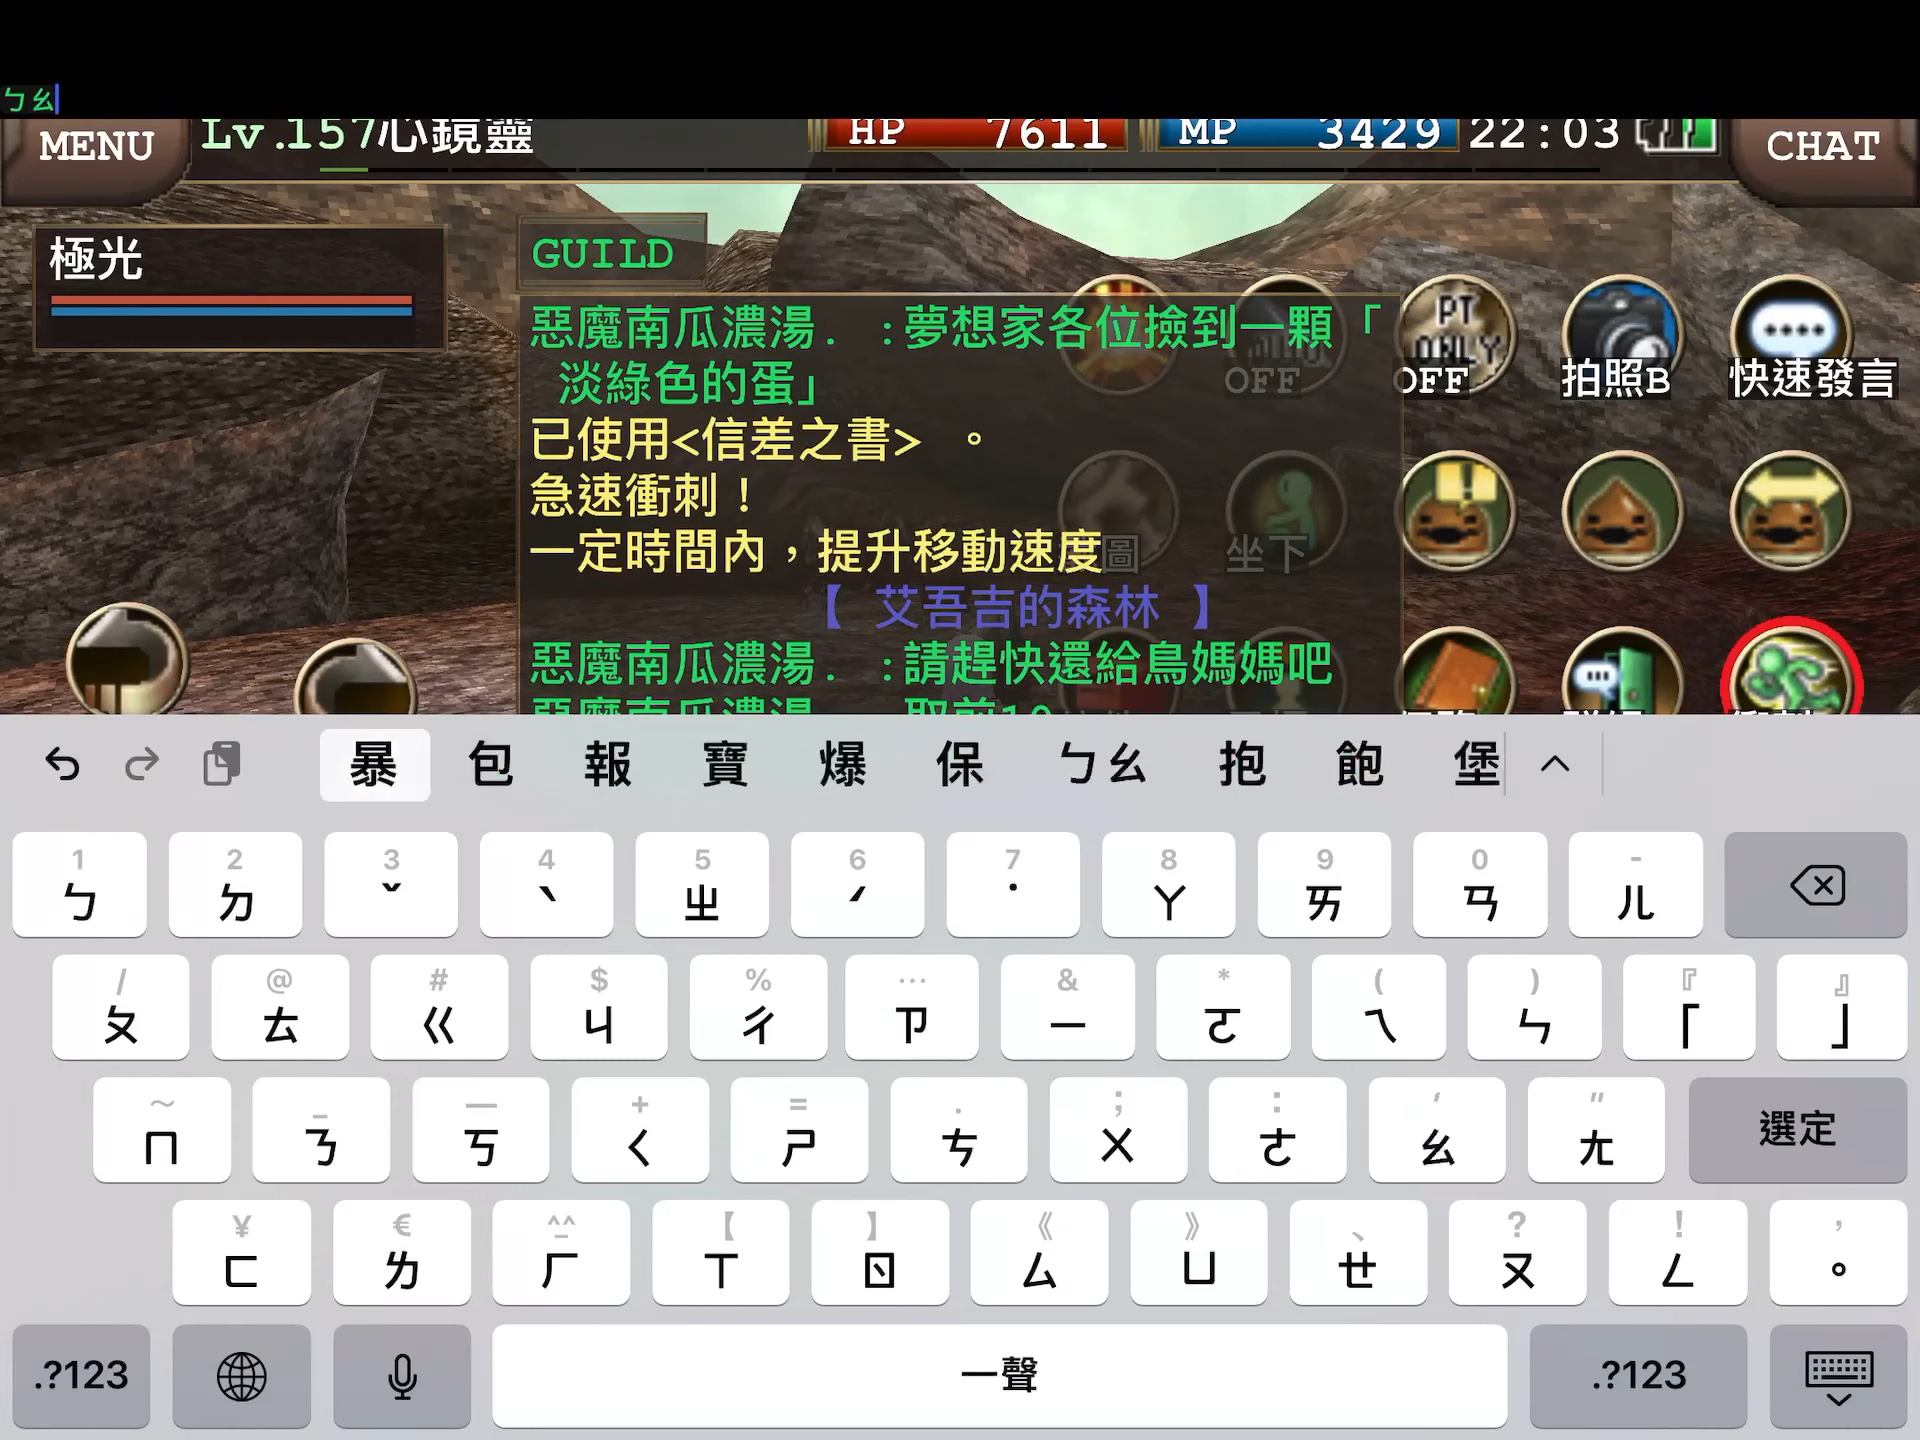 ㄅㄠ
MENU
Lv.157心鏡靈
HP 7611
MP 3429
22:03
CHAT
極光
GUILD
惡魔南瓜濃湯. :夢想家各位撿到一顆「
淡綠色的蛋」
已使用<信差之書> 。
急速衝刺!
一定時間內,提升移動速度
【 艾吾吉的森林 】
惡魔南瓜濃湯. :請趕快還給鳥媽媽吧
OFF
PT ONLY
OFF
拍照B
快速發言
圖
坐下
暴 包 報 寶 爆 保 ㄅㄠ 抱 飽 堡
1 2 3 4 5 6 7 8 9 0 -
ㄅ ㄉ ˇ ˋ ㄓ ˊ ˙ ㄚ ㄞ ㄢ ㄦ
/ @ # $ % … & * ( ) 『 』
ㄆ ㄊ ㄍ ㄐ ㄔ ㄗ ㄧ ㄛ ㄟ ㄣ 「 」
~ _ — + = . ; : ′ ″
ㄇ ㄋ ㄎ ㄑ ㄕ ㄘ ㄨ ㄜ ㄠ ㄤ 選定
¥ € ^_^ 【 】 《 》 、 ? ! ,
ㄈ ㄌ ㄏ ㄒ ㄖ ㄙ ㄩ ㄝ ㄡ ㄥ 。
.?123 一聲 .?123